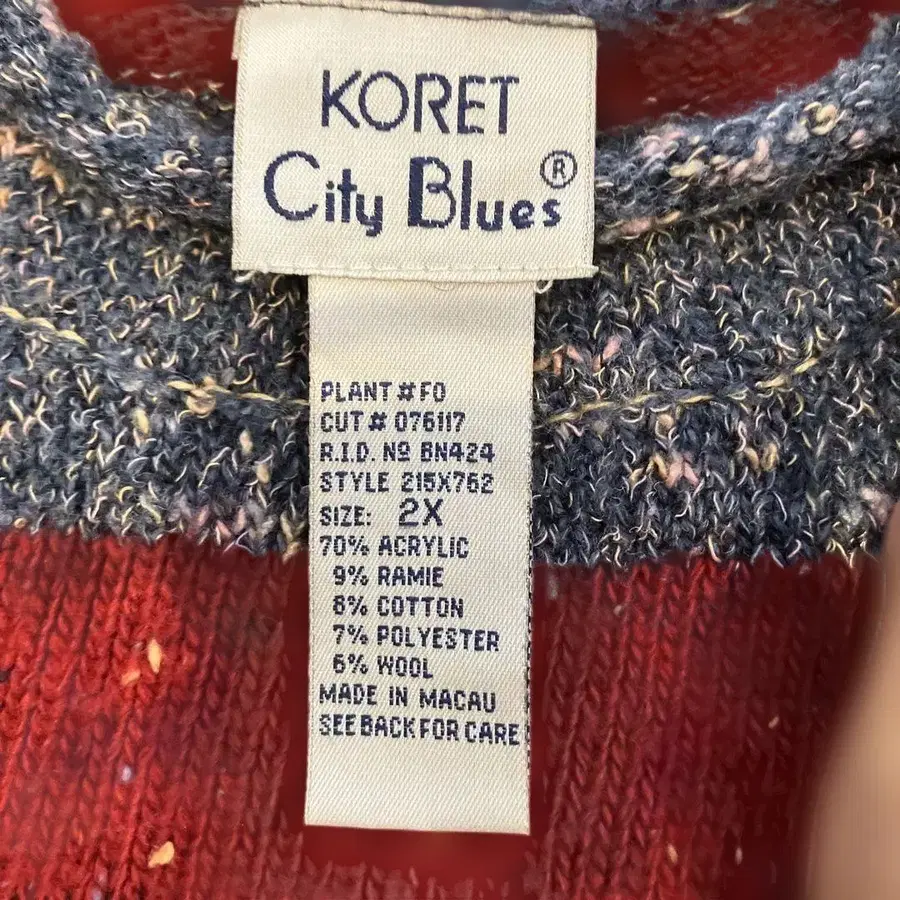 KORET
City Blues®
PLANT # FO
CUT # 076117
R.I.D. Nº BN424
STYLE 215X762
SIZE: 2X
70% ACRYLIC
9% RAMIE
8% COTTON
7% POLYESTER
6% WOOL
MADE IN MACAU
SEE BACK FOR CARE